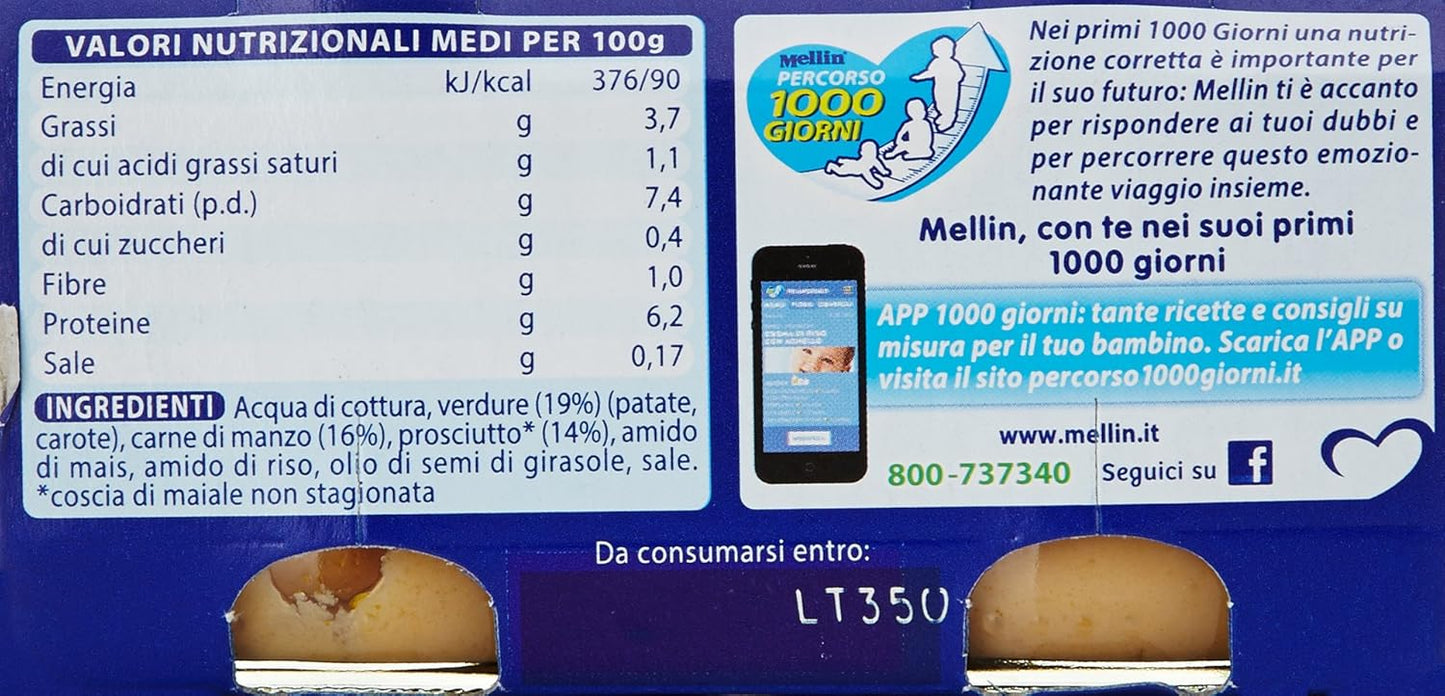 VALORI NUTRIZIONALI MEDI PER 100g
Energia kJ/kcal 376/90
Grassi g 3,7
di cui acidi grassi saturi g 1,1
Carboidrati (p.d.) g 7,4
di cui zuccheri g 0,4
Fibre g 1,0
Proteine g 6,2
Sale g 0,17
INGREDIENTI Acqua di cottura, verdure (19%) (patate,
carote), carne di manzo (16%), prosciutto* (14%), amido
di mais, amido di riso, olio di semi di girasole, sale.
*coscia di maiale non stagionata
Mellin
PERCORSO
1000
GIORNI
Nei primi 1000 Giorni una nutri-
zione corretta è importante per
il suo futuro: Mellin ti è accanto
per rispondere ai tuoi dubbi e
per percorrere questo emozio-
nante viaggio insieme.
Mellin, con te nei suoi primi
1000 giorni
CREMA DI RISO
CON AGNELLO
APP 1000 giorni: tante ricette e consigli su
misura per il tuo bambino. Scarica l'APP o
visita il sito percorso1000giorni.it
www.mellin.it
800-737340 Seguici su f
Da consumarsi entro:
LT350